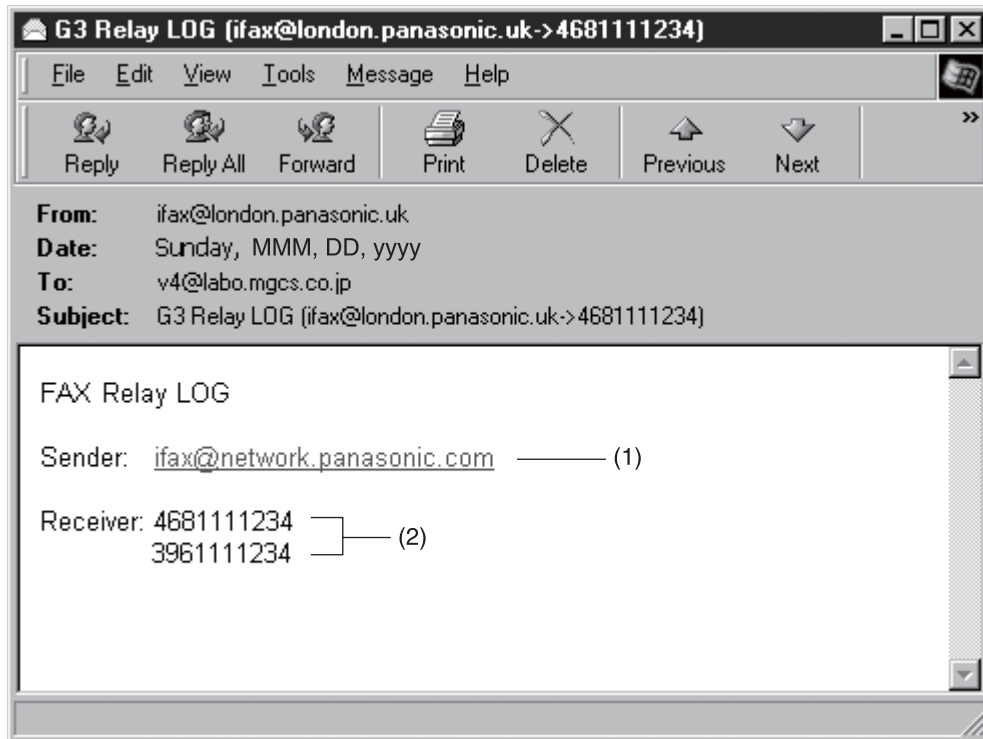 G3 Relay LOG (ifax@london.panasonic.uk->4681111234)
File Edit View Tools Message Help
Reply Reply All Forward Print Delete Previous Next »
From: ifax@london.panasonic.uk
Date: Sunday, MMM, DD, yyyy
To: v4@labo.mgcs.co.jp
Subject: G3 Relay LOG (ifax@london.panasonic.uk->4681111234)
FAX Relay LOG
Sender: ifax@network.panasonic.com (1)
Receiver: 4681111234
(2)
3961111234